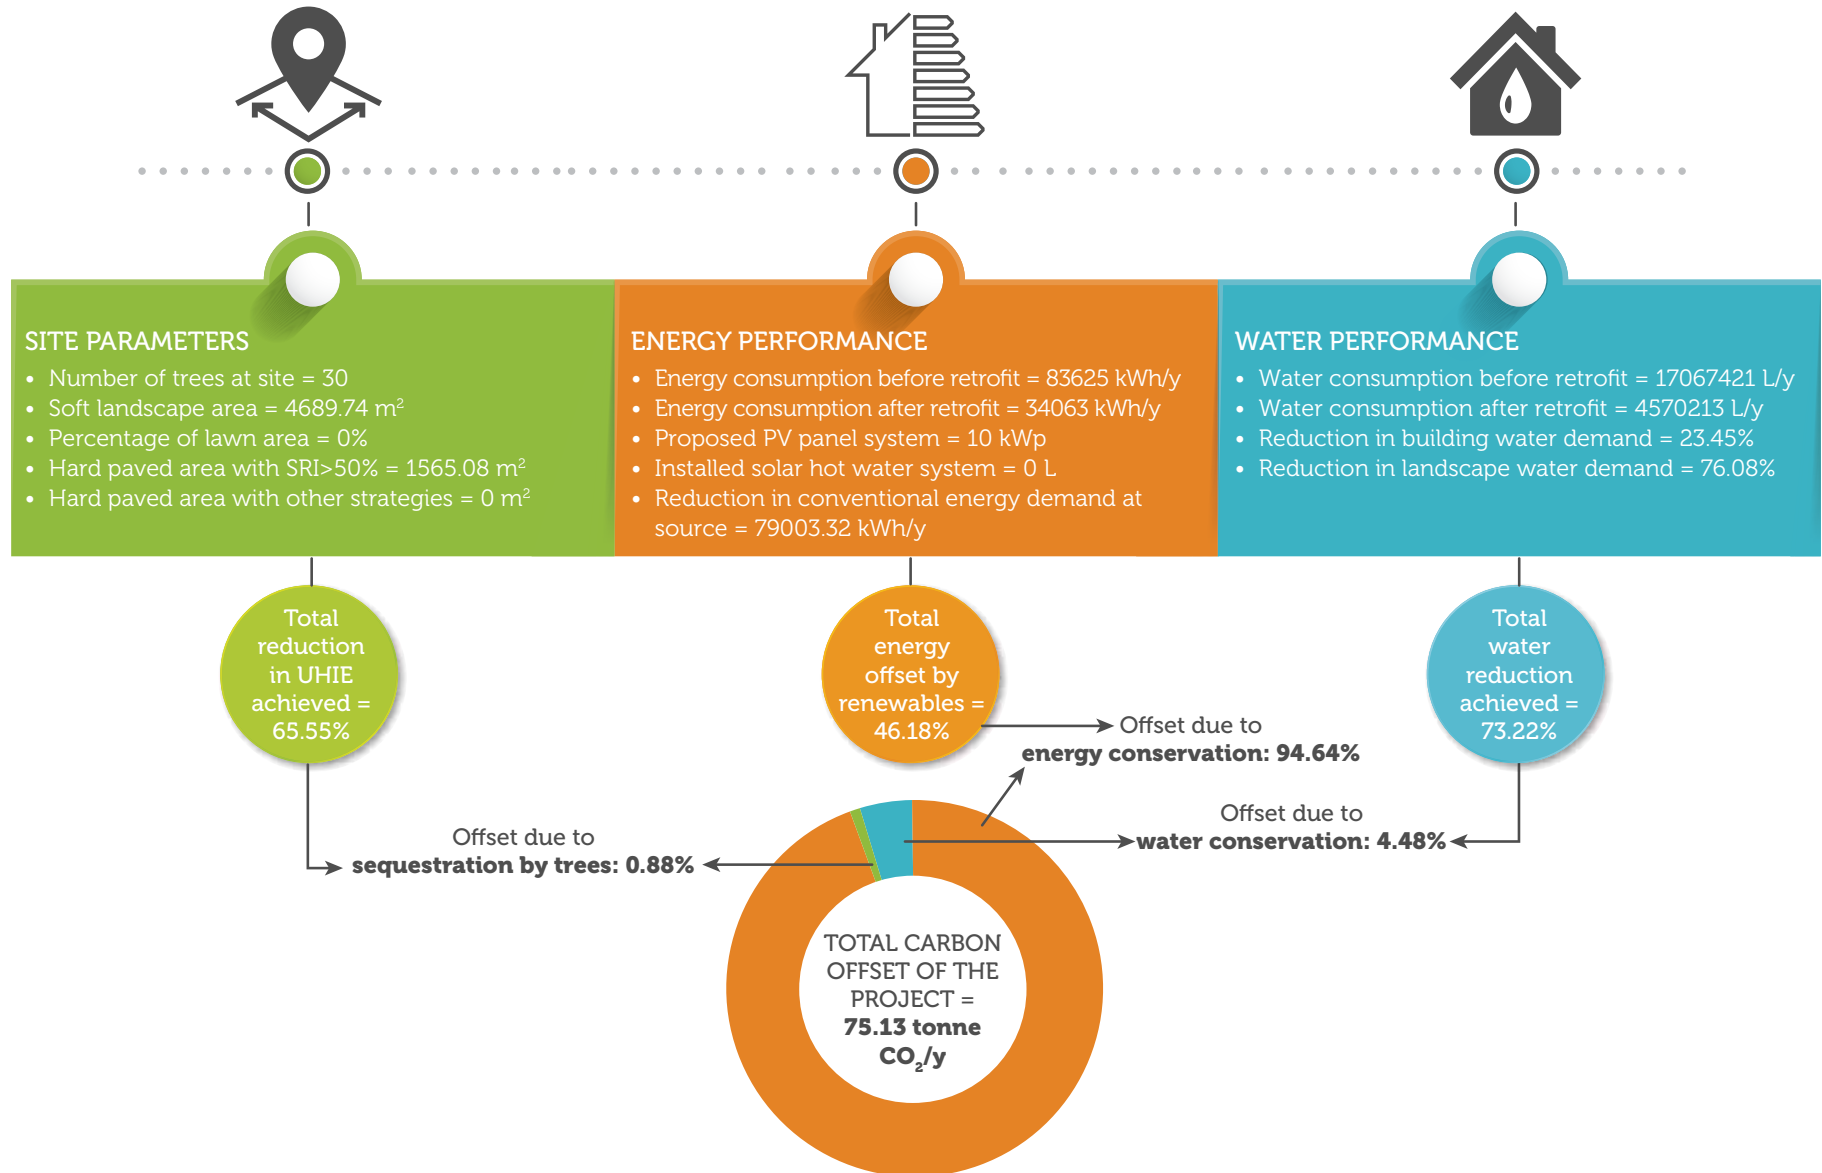 SITE PARAMETERS
• Number of trees at site = 30
• Soft landscape area = 4689.74 m²
• Percentage of lawn area = 0%
• Hard paved area with SRI>50% = 1565.08 m²
• Hard paved area with other strategies = 0 m²
ENERGY PERFORMANCE
• Energy consumption before retrofit = 83625 kWh/y
• Energy consumption after retrofit = 34063 kWh/y
• Proposed PV panel system = 10 kWp
• Installed solar hot water system = 0 L
• Reduction in conventional energy demand at
source = 79003.32 kWh/y
WATER PERFORMANCE
• Water consumption before retrofit = 17067421 L/y
• Water consumption after retrofit = 4570213 L/y
• Reduction in building water demand = 23.45%
• Reduction in landscape water demand = 76.08%
Total
reduction
in UHIE
achieved =
65.55%
Total
energy
offset by
renewables =
46.18%
Total
water
reduction
achieved =
73.22%
Offset due to
energy conservation: 94.64%
Offset due to
water conservation: 4.48%
Offset due to
sequestration by trees: 0.88%
TOTAL CARBON
OFFSET OF THE
PROJECT =
75.13 tonne
CO₂/y